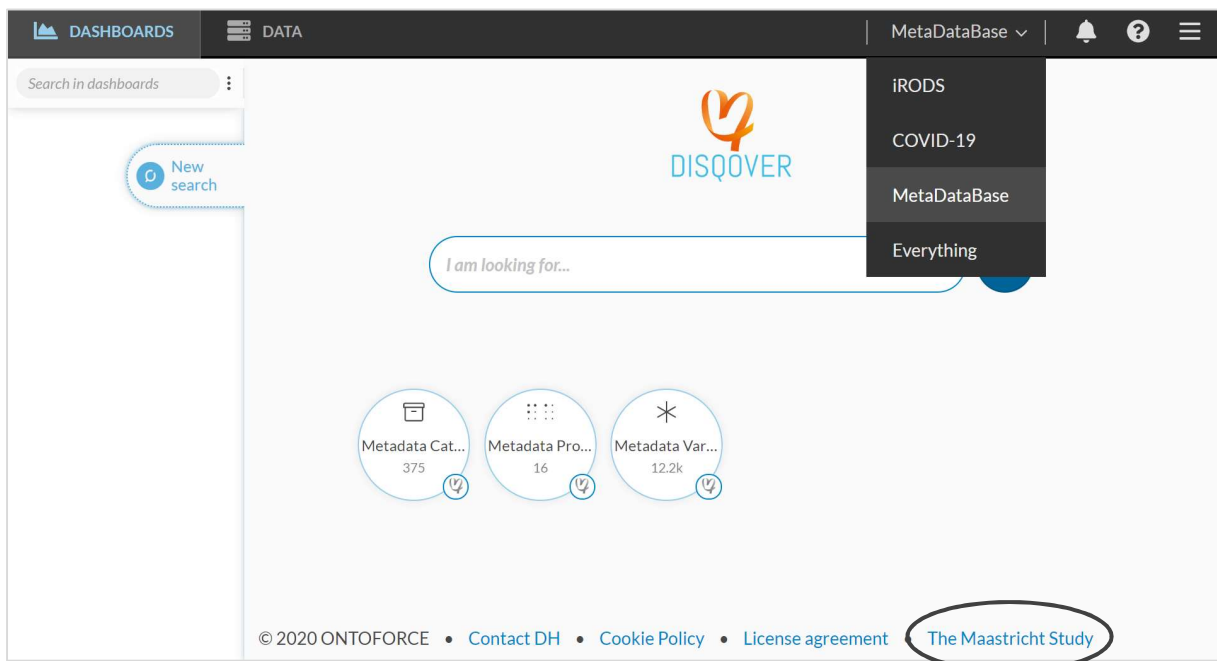 DASHBOARDS DATA MetaDataBase
Search in dashboards
New
search
iRODS
COVID-19
MetaDataBase
Everything
DISQOVER
I am looking for...
Metadata Cat... Metadata Pro... Metadata Var...
375 16 12.2k
© 2020 ONTOFORCE • Contact DH • Cookie Policy • License agreement • The Maastricht Study